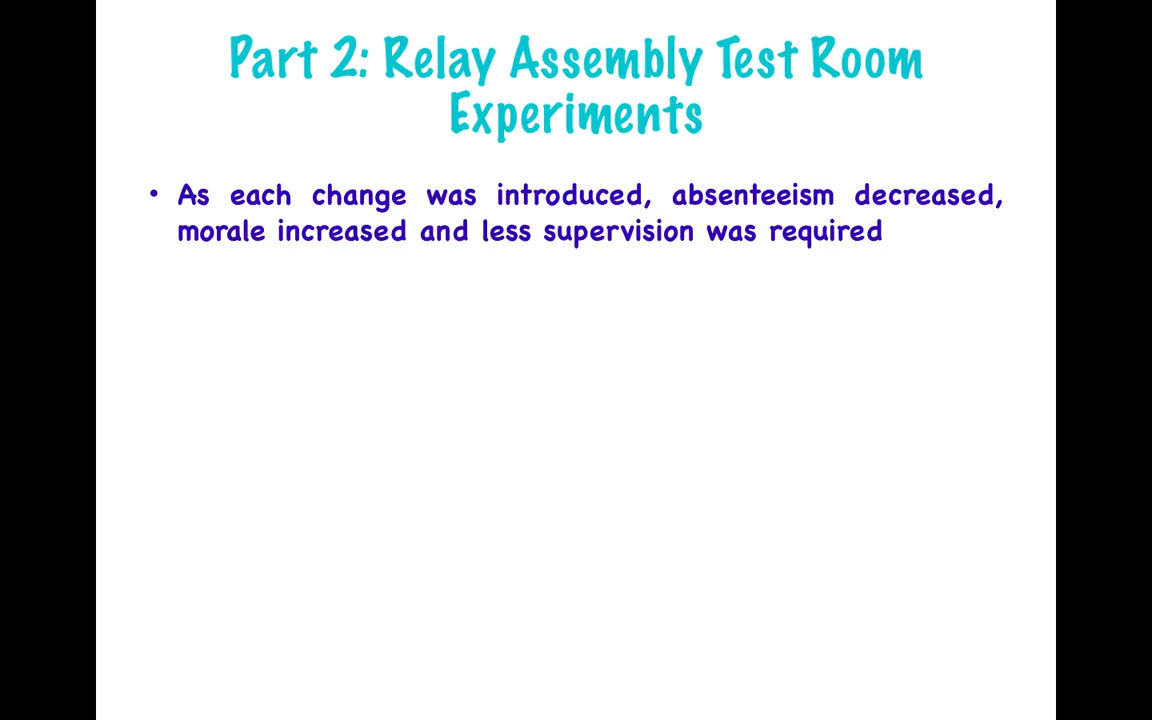 Part 2: Relay Assembly Test Room
Experiments
• As each change was introduced, absenteeism decreased,
morale increased and less supervision was required